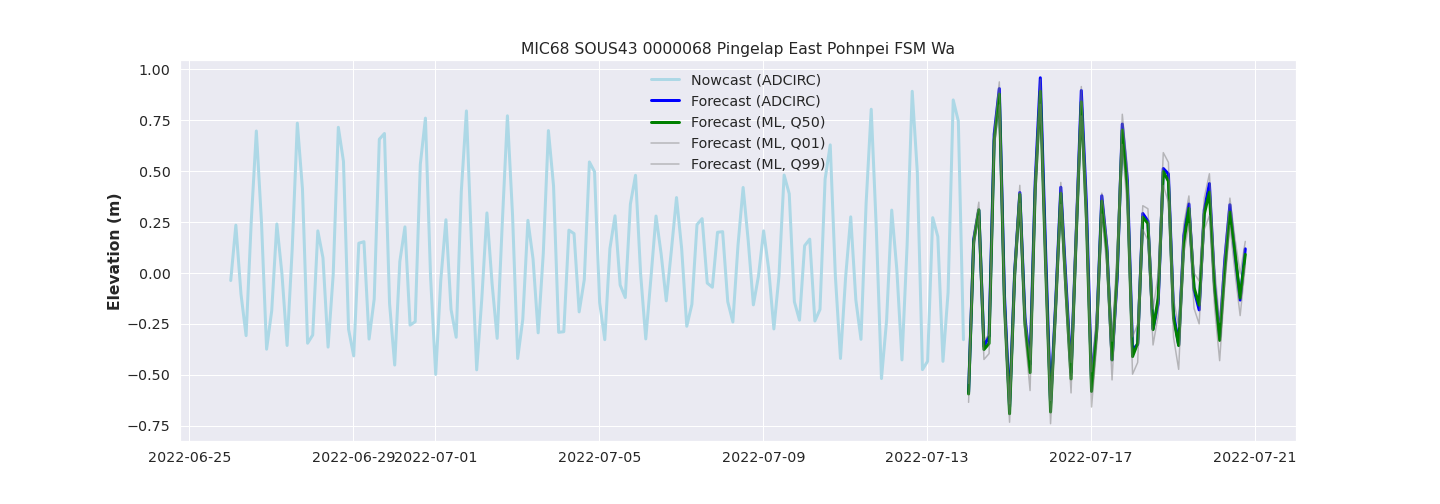 MIC68 SOUS43 0000068 Pingelap East Pohnpei FSM Wa
Nowcast (ADCIRC)
Forecast (ADCIRC)
Forecast (ML, Q50)
Forecast (ML, Q01)
Forecast (ML, Q99)
Elevation (m)
1.00
0.75
0.50
0.25
0.00
−0.25
−0.50
−0.75
2022-06-25 2022-06-29 2022-07-01 2022-07-05 2022-07-09 2022-07-13 2022-07-17 2022-07-21